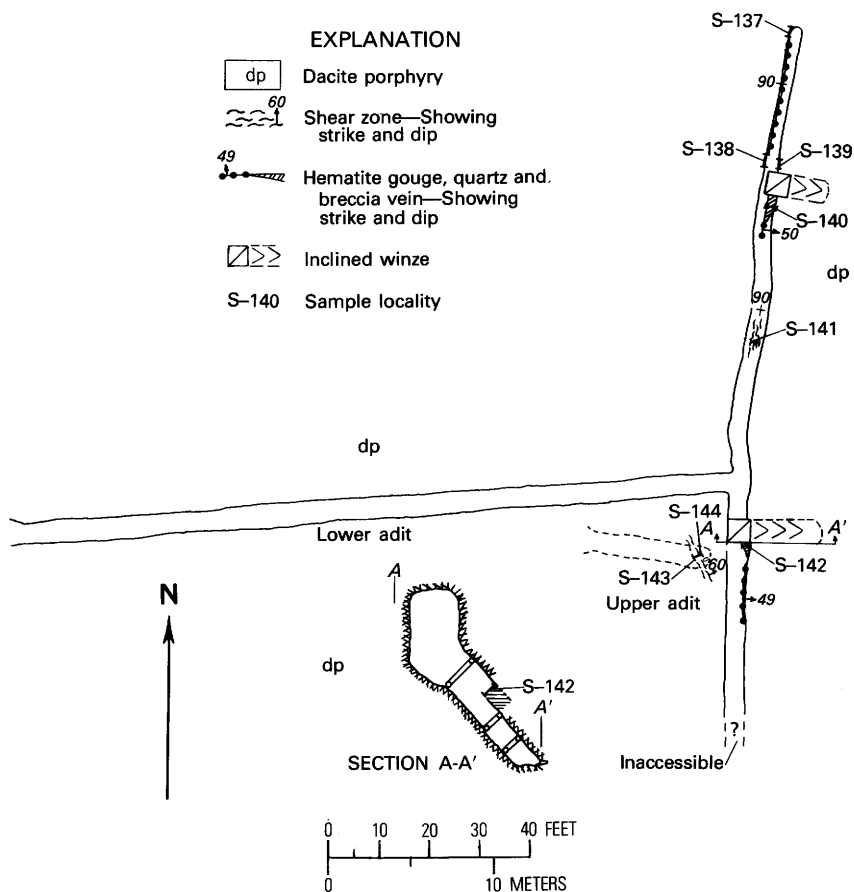 EXPLANATION
dp
Dacite porphyry
60
Shear zone—Showing
strike and dip
49
Hematite gouge, quartz and
breccia vein—Showing
strike and dip
Inclined winze
S-140
Sample locality
S-137
90
S-138
S-139
S-140
50
dp
90
S-141
dp
Lower adit
S-144
A
A'
S-143
60
S-142
Upper adit
49
N
A
dp
S-142
A'
SECTION A-A'
?
Inaccessible
0 10 20 30 40 FEET
0 10 METERS